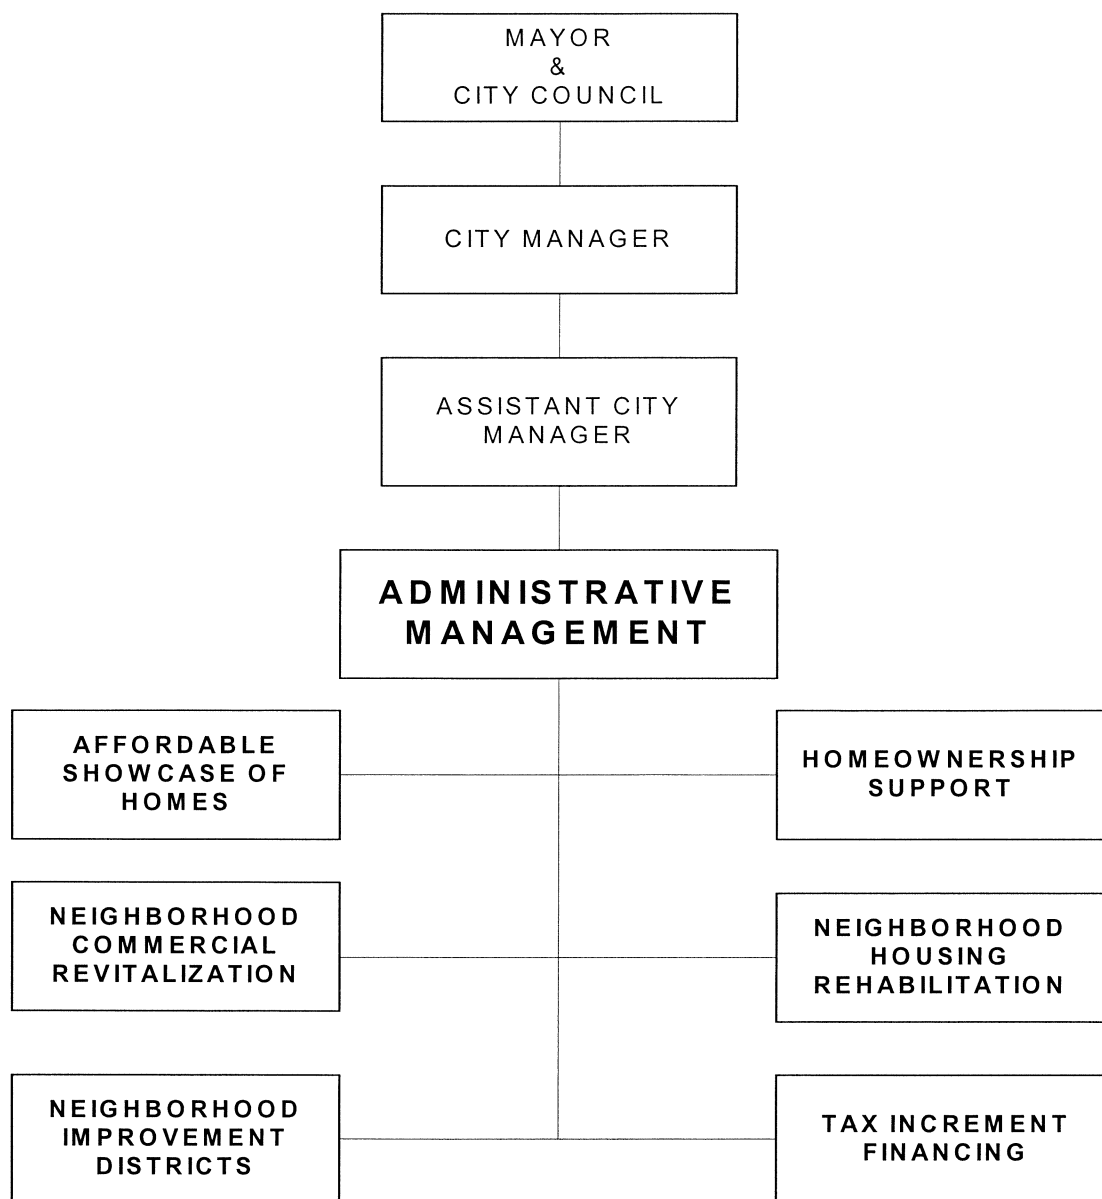 MAYOR
&
CITY COUNCIL
CITY MANAGER
ASSISTANT CITY
MANAGER
ADMINISTRATIVE
MANAGEMENT
AFFORDABLE
SHOWCASE OF
HOMES
HOMEOWNERSHIP
SUPPORT
NEIGHBORHOOD
COMMERCIAL
REVITALIZATION
NEIGHBORHOOD
HOUSING
REHABILITATION
NEIGHBORHOOD
IMPROVEMENT
DISTRICTS
TAX INCREMENT
FINANCING